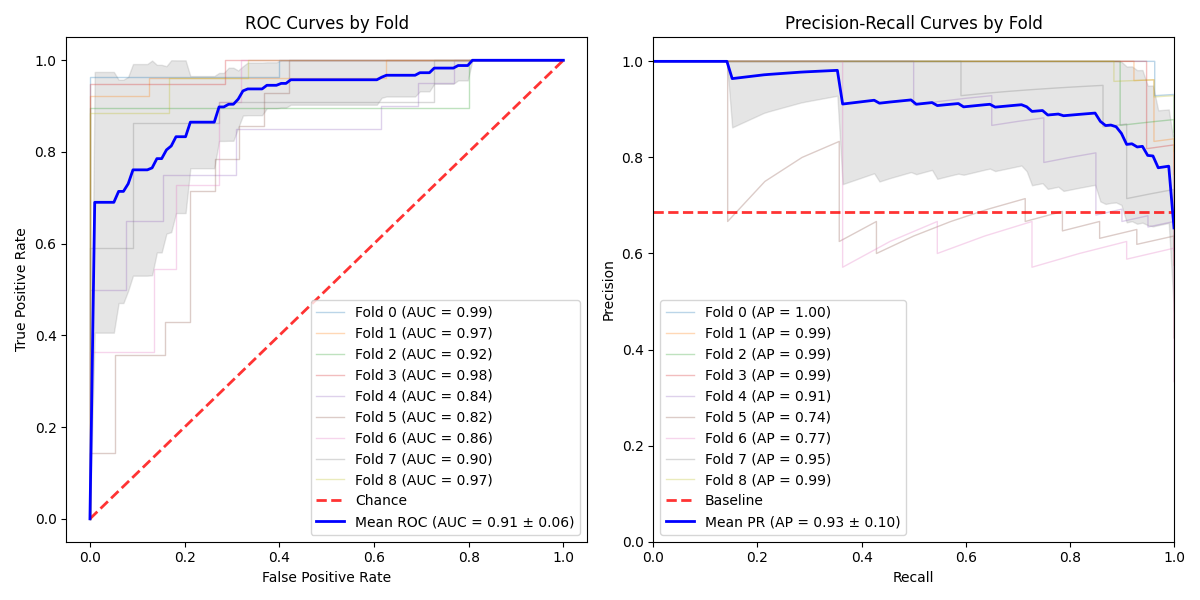 ROC Curves by Fold
1.0
0.8
0.6
0.4
0.2
0.0
True Positive Rate
0.0 0.2 0.4 0.6 0.8 1.0
False Positive Rate
Fold 0 (AUC = 0.99)
Fold 1 (AUC = 0.97)
Fold 2 (AUC = 0.92)
Fold 3 (AUC = 0.98)
Fold 4 (AUC = 0.84)
Fold 5 (AUC = 0.82)
Fold 6 (AUC = 0.86)
Fold 7 (AUC = 0.90)
Fold 8 (AUC = 0.97)
Chance
Mean ROC (AUC = 0.91 ± 0.06)
Precision-Recall Curves by Fold
1.0
0.8
0.6
0.4
0.2
0.0
Precision
0.0 0.2 0.4 0.6 0.8 1.0
Recall
Fold 0 (AP = 1.00)
Fold 1 (AP = 0.99)
Fold 2 (AP = 0.99)
Fold 3 (AP = 0.99)
Fold 4 (AP = 0.91)
Fold 5 (AP = 0.74)
Fold 6 (AP = 0.77)
Fold 7 (AP = 0.95)
Fold 8 (AP = 0.99)
Baseline
Mean PR (AP = 0.93 ± 0.10)